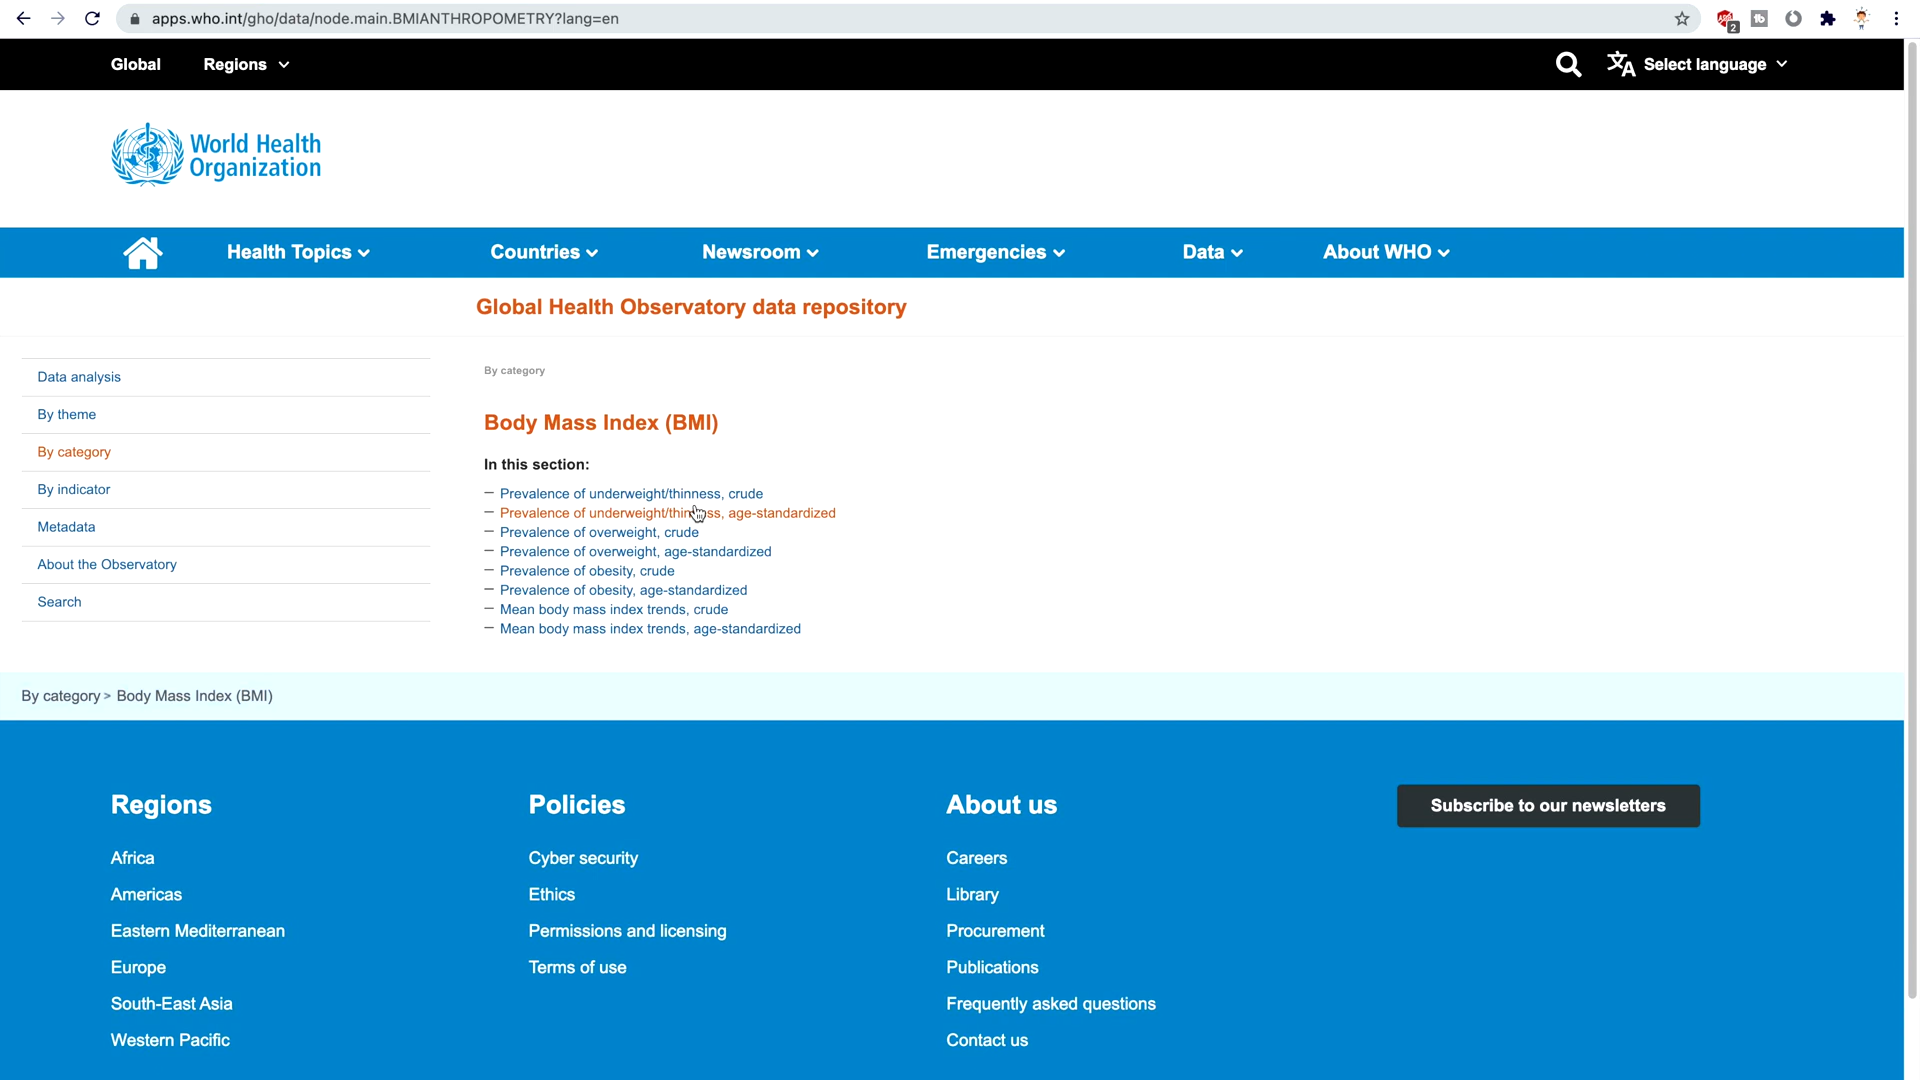 apps.who.int/gho/data/node.main.BMIANTHROPOMETRY?lang=en
2
Global Regions Select language
World Health
Organization
Health Topics Countries Newsroom Emergencies Data About WHO
Global Health Observatory data repository
Data analysis
By theme
By category
By indicator
Metadata
About the Observatory
Search
By category
Body Mass Index (BMI)
In this section:
– Prevalence of underweight/thinness, crude
– Prevalence of underweight/thinness, age-standardized
– Prevalence of overweight, crude
– Prevalence of overweight, age-standardized
– Prevalence of obesity, crude
– Prevalence of obesity, age-standardized
– Mean body mass index trends, crude
– Mean body mass index trends, age-standardized
By category > Body Mass Index (BMI)
Regions
Africa
Americas
Eastern Mediterranean
Europe
South-East Asia
Western Pacific
Policies
Cyber security
Ethics
Permissions and licensing
Terms of use
About us
Careers
Library
Procurement
Publications
Frequently asked questions
Contact us
Subscribe to our newsletters